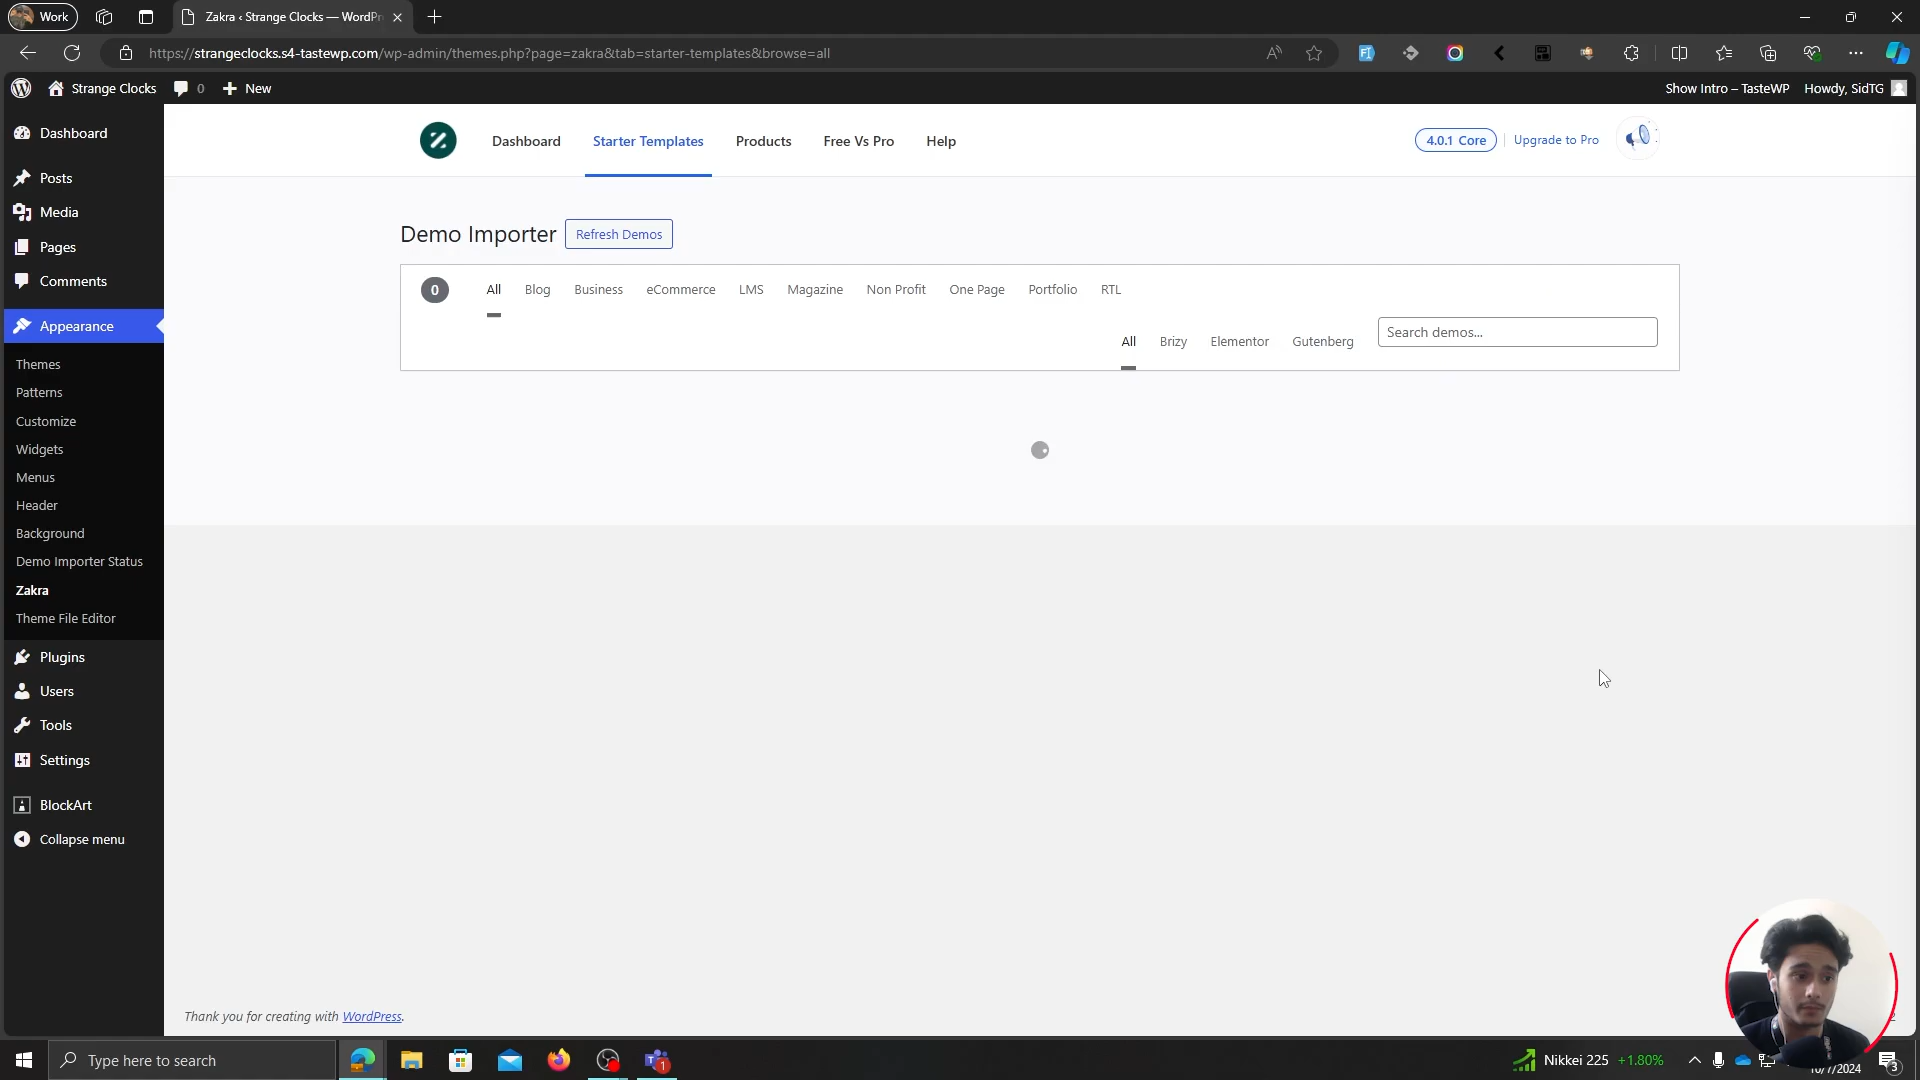 Work
Zakra ‹ Strange Clocks — WordPr
https://strangeclocks.s4-tastewp.com/wp-admin/themes.php?page=zakra&tab=starter-templates&browse=all
Strange Clocks
0
New
Show Intro – TasteWP
Howdy, SidTG
Dashboard
Posts
Media
Pages
Comments
Appearance
Themes
Patterns
Customize
Widgets
Menus
Header
Background
Demo Importer Status
Zakra
Theme File Editor
Plugins
Users
Tools
Settings
BlockArt
Collapse menu
Dashboard
Starter Templates
Products
Free Vs Pro
Help
4.0.1 Core
Upgrade to Pro
Demo Importer
Refresh Demos
0
All
Blog
Business
eCommerce
LMS
Magazine
Non Profit
One Page
Portfolio
RTL
All
Brizy
Elementor
Gutenberg
Search demos...
Thank you for creating with WordPress.
Type here to search
1
Nikkei 225 +1.80%
10/7/2024
3